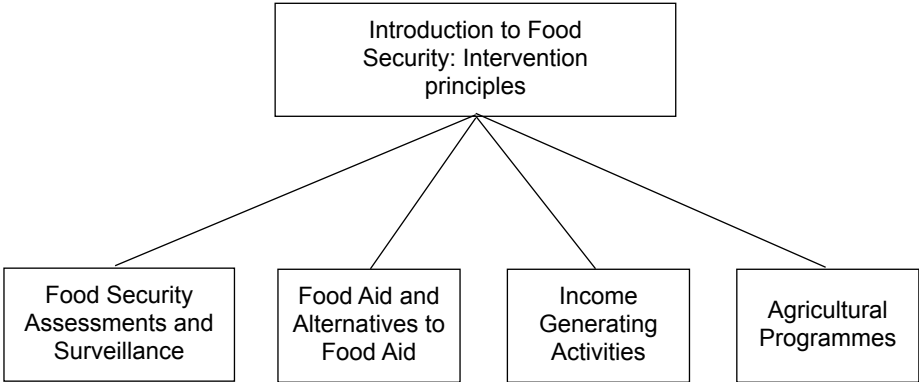 Introduction to Food
Security: Intervention
principles
Food Security
Assessments and
Surveillance
Food Aid and
Alternatives to
Food Aid
Income
Generating
Activities
Agricultural
Programmes